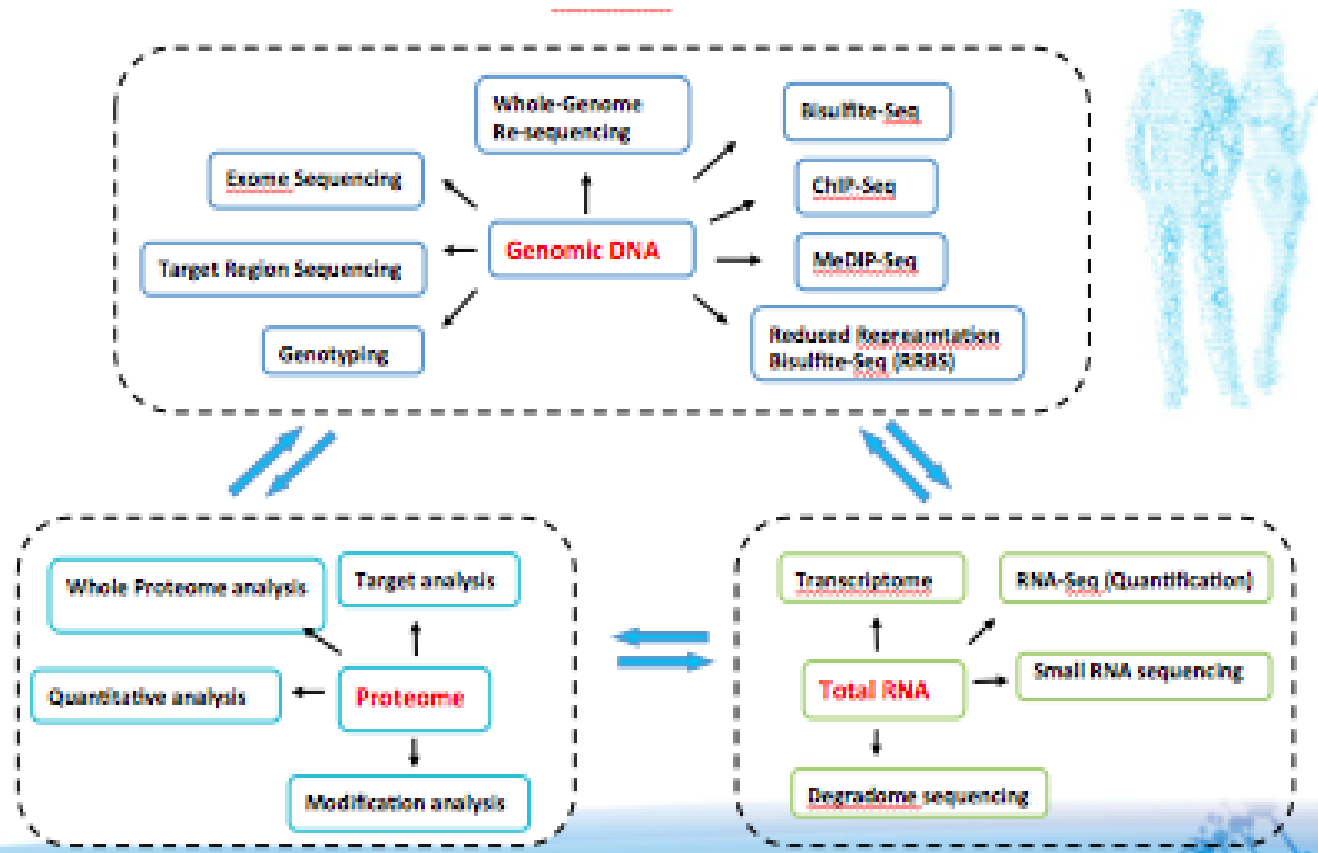 Whole-Genome
Re-sequencing
Bisulfite-Seq
Exome Sequencing
ChIP-Seq
Genomic DNA
Target Region Sequencing
MeDIP-Seq
Genotyping
Reduced Reprearntation
Bisulfite-Seq (RRBS)
Whole Proteome analysis
Target analysis
Quantitative analysis
Proteome
Modification analysis
Transcriptome
RNA-Seq (Quantification)
Total RNA
Small RNA sequencing
Degradome sequencing